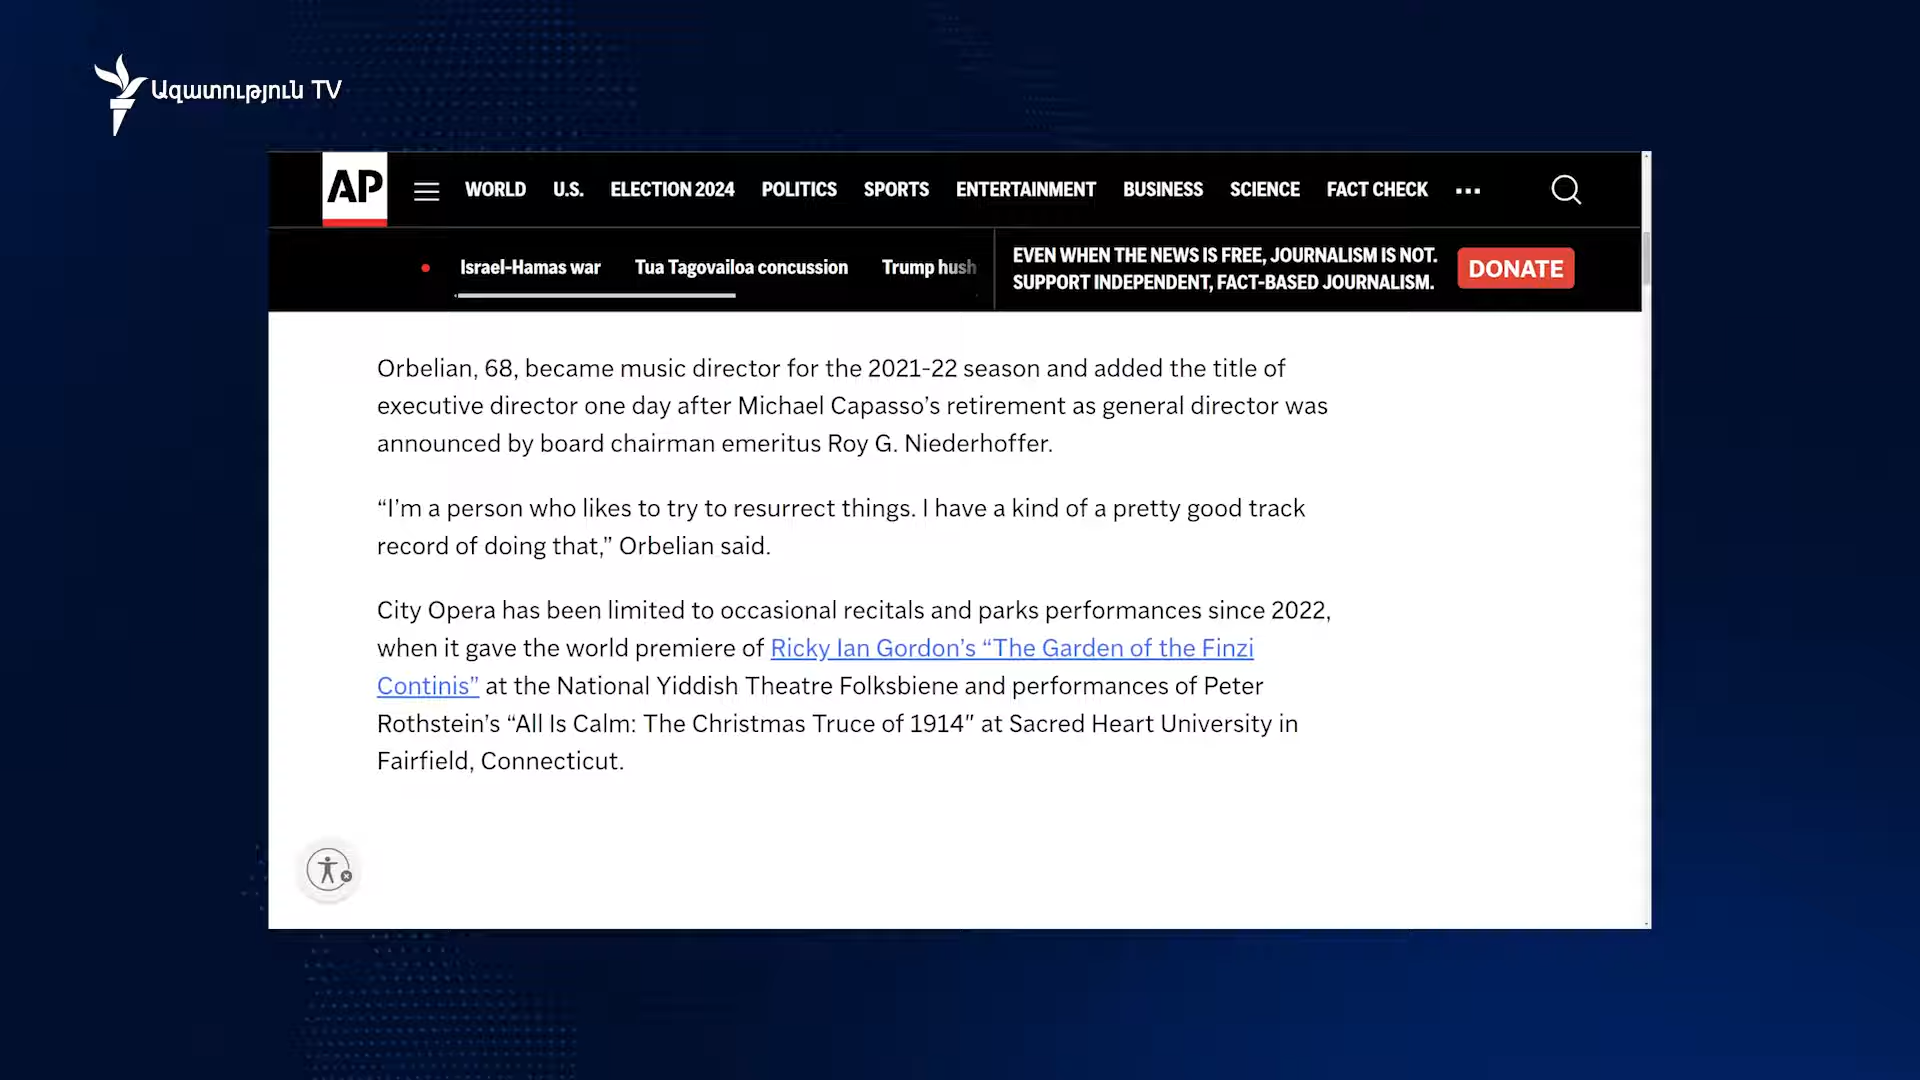 Ազատություն TV
AP
WORLD U.S. ELECTION 2024 POLITICS SPORTS ENTERTAINMENT BUSINESS SCIENCE FACT CHECK ...
Israel-Hamas war Tua Tagovailoa concussion Trump hush
EVEN WHEN THE NEWS IS FREE, JOURNALISM IS NOT.
SUPPORT INDEPENDENT, FACT-BASED JOURNALISM.
DONATE
Orbelian, 68, became music director for the 2021-22 season and added the title of
executive director one day after Michael Capasso’s retirement as general director was
announced by board chairman emeritus Roy G. Niederhoffer.
“I’m a person who likes to try to resurrect things. I have a kind of a pretty good track
record of doing that,” Orbelian said.
City Opera has been limited to occasional recitals and parks performances since 2022,
when it gave the world premiere of Ricky Ian Gordon’s “The Garden of the Finzi
Continis” at the National Yiddish Theatre Folksbiene and performances of Peter
Rothstein’s “All Is Calm: The Christmas Truce of 1914″ at Sacred Heart University in
Fairfield, Connecticut.